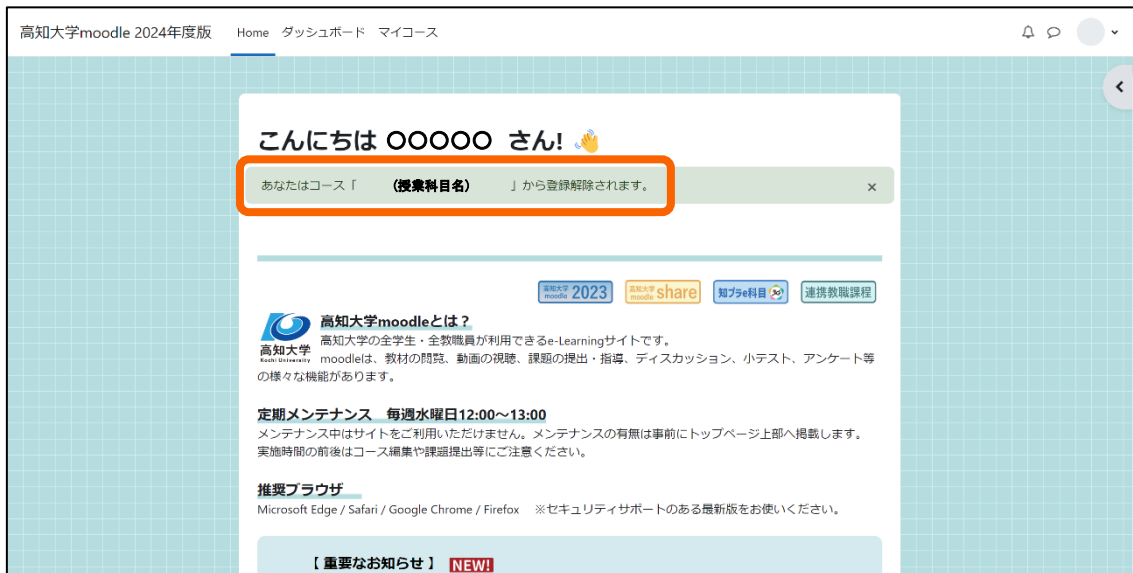 高知大学moodle 2024年度版 Home ダッシュボード マイコース
こんにちは ○○○○○ さん! 👋
あなたはコース「 (授業科目名) 」から登録解除されます。 ×
高知大学moodle 2023 高知大学moodle share 知プラe科目 連携教職課程
高知大学moodleとは？
高知大学の全学生・全教職員が利用できるe-Learningサイトです。
高知大学
Kochi University
moodleは、教材の閲覧、動画の視聴、課題の提出・指導、ディスカッション、小テスト、アンケート等
の様々な機能があります。
定期メンテナンス　毎週水曜日12:00～13:00
メンテナンス中はサイトをご利用いただけません。メンテナンスの有無は事前にトップページ上部へ掲載します。
実施時間の前後はコース編集や課題提出等にご注意ください。
推奨ブラウザ
Microsoft Edge / Safari / Google Chrome / Firefox　※セキュリティサポートのある最新版をお使いください。
【 重要なお知らせ 】 NEW!